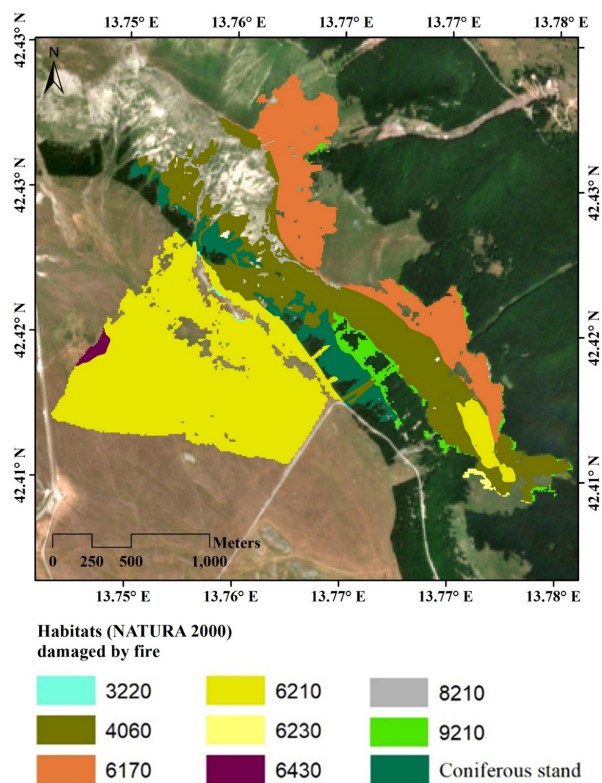 13.75° E 13.76° E 13.77° E 13.77° E 13.78° E
N
42.43° N 42.43° N
42.43° N 42.43° N
42.42° N 42.42° N
42.41° N 42.41° N
Meters
0 250 500 1,000
13.75° E 13.76° E 13.77° E 13.77° E 13.78° E
Habitats (NATURA 2000)
damaged by fire
3220 6210 8210
4060 6230 9210
6170 6430 Coniferous stand